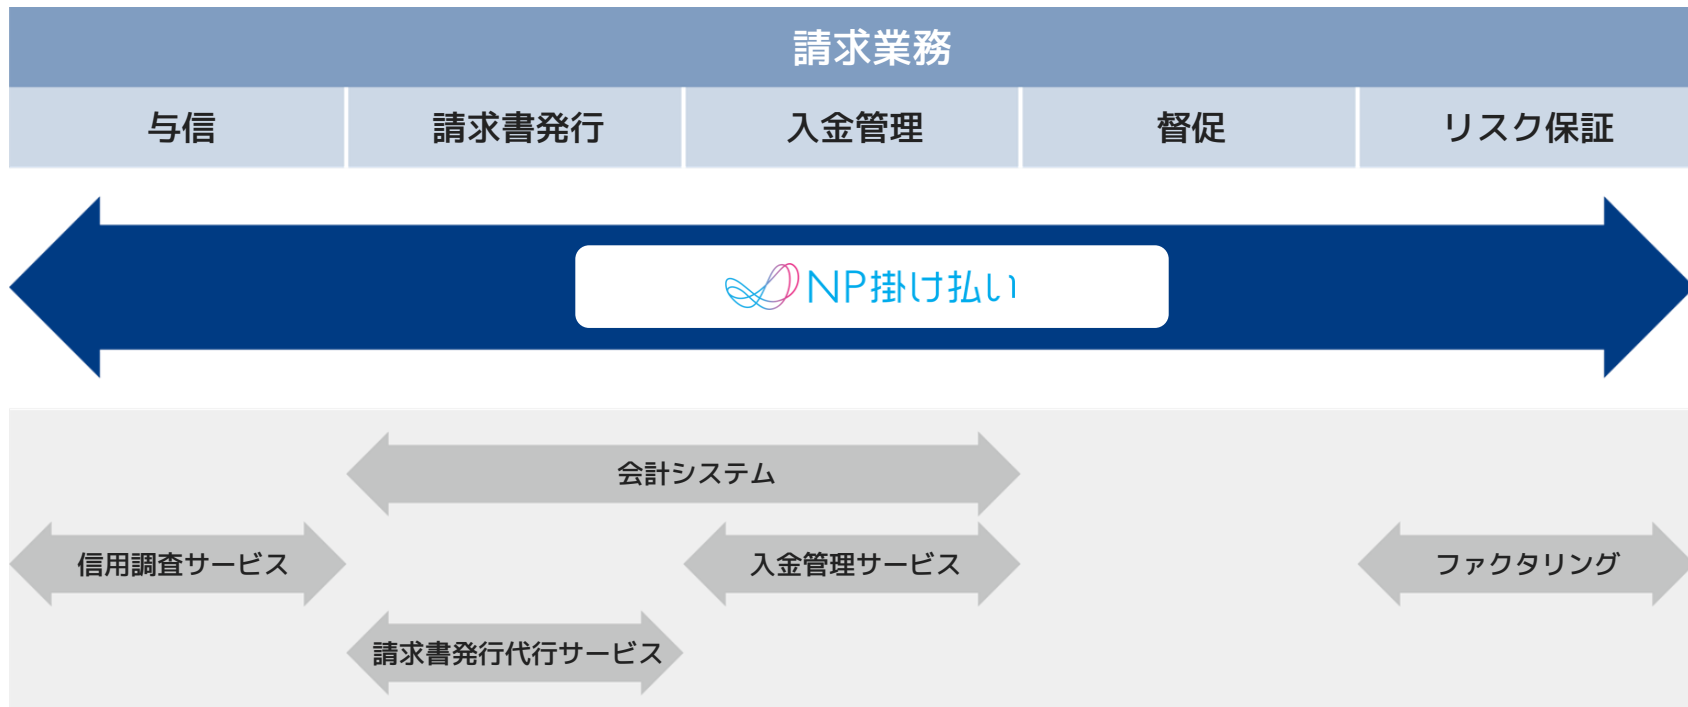 請求業務
与信
請求書発行
入金管理
督促
リスク保証
NP掛け払い
会計システム
信用調査サービス
入金管理サービス
ファクタリング
請求書発行代行サービス